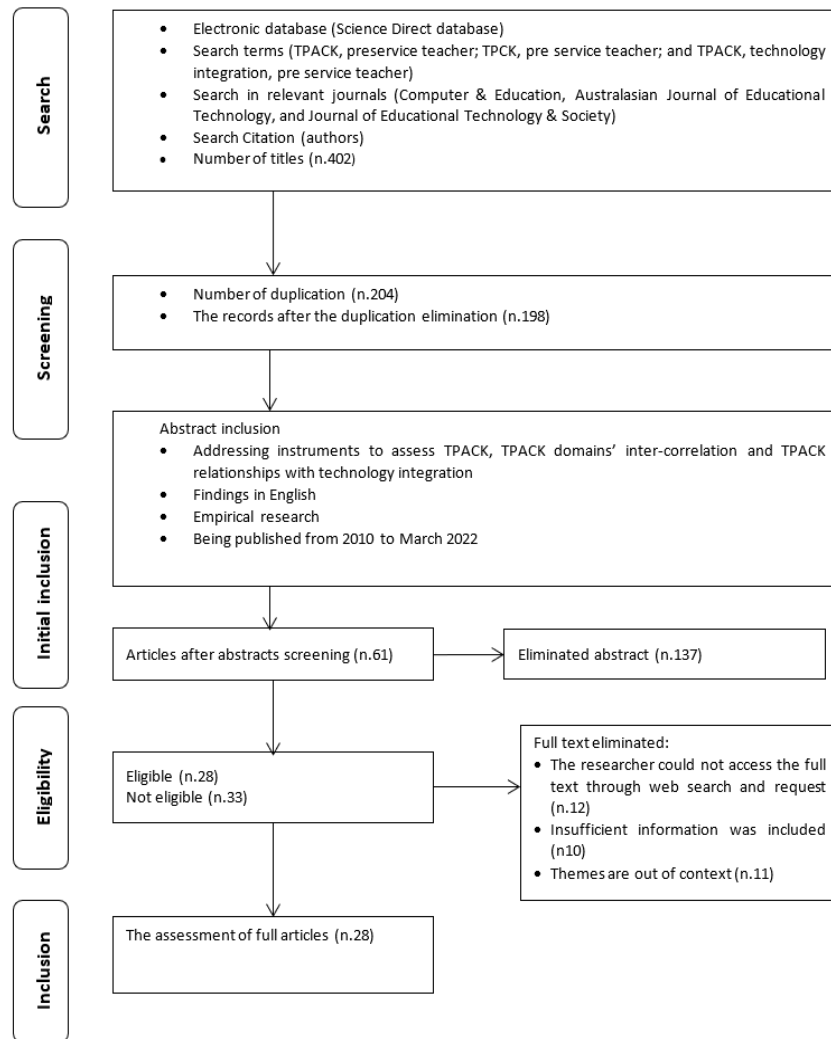 Search
• Electronic database (Science Direct database)
• Search terms (TPACK, preservice teacher; TPCK, pre service teacher; and TPACK, technology
integration, pre service teacher)
• Search in relevant journals (Computer & Education, Australasian Journal of Educational
Technology, and Journal of Educational Technology & Society)
• Search Citation (authors)
• Number of titles (n.402)
Screening
• Number of duplication (n.204)
• The records after the duplication elimination (n.198)
Initial inclusion
Abstract inclusion
• Addressing instruments to assess TPACK, TPACK domains’ inter-correlation and TPACK
relationships with technology integration
• Findings in English
• Empirical research
• Being published from 2010 to March 2022
Articles after abstracts screening (n.61)
Eliminated abstract (n.137)
Eligibility
Eligible (n.28)
Not eligible (n.33)
Full text eliminated:
• The researcher could not access the full
text through web search and request
(n.12)
• Insufficient information was included
(n10)
• Themes are out of context (n.11)
Inclusion
The assessment of full articles (n.28)